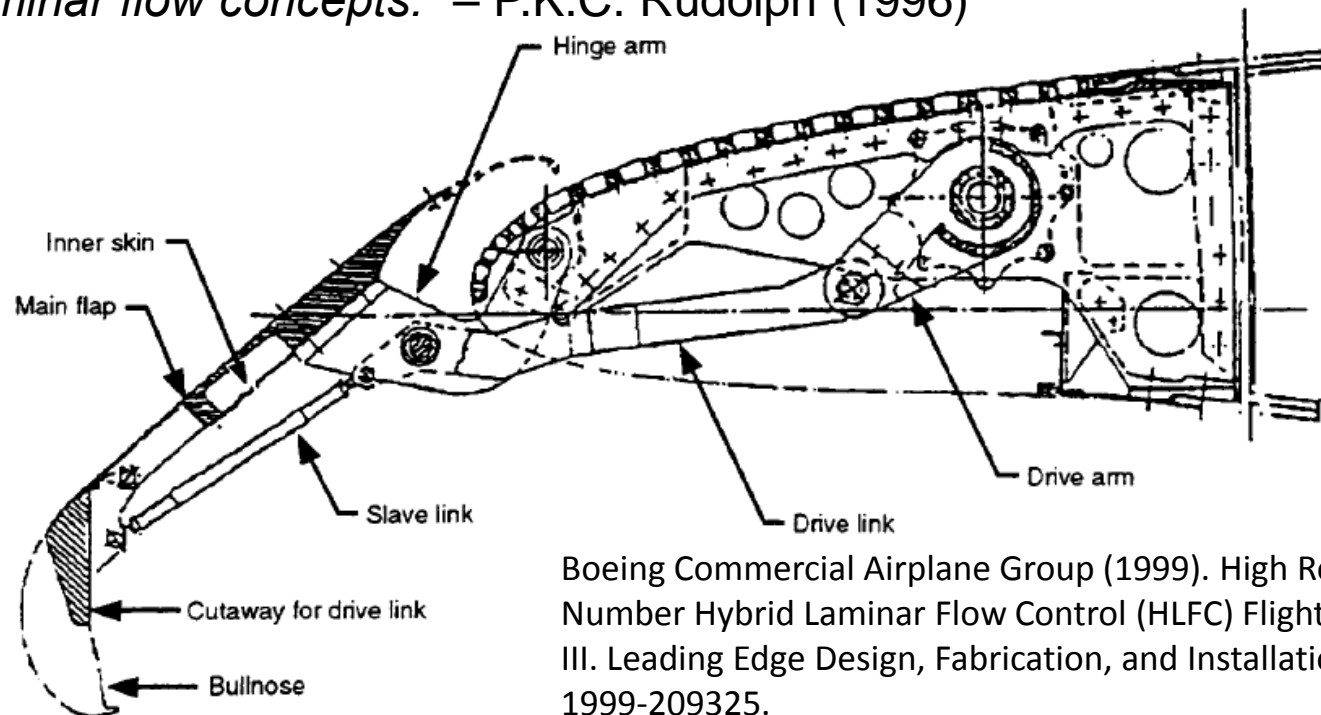 minar flow concepts." – P.K.C. Rudolph (1996)
Hinge arm
Inner skin
Main flap
Slave link
Drive arm
Drive link
Cutaway for drive link
Bullnose
Boeing Commercial Airplane Group (1999). High Re
Number Hybrid Laminar Flow Control (HLFC) Flight
III. Leading Edge Design, Fabrication, and Installatio
1999-209325.